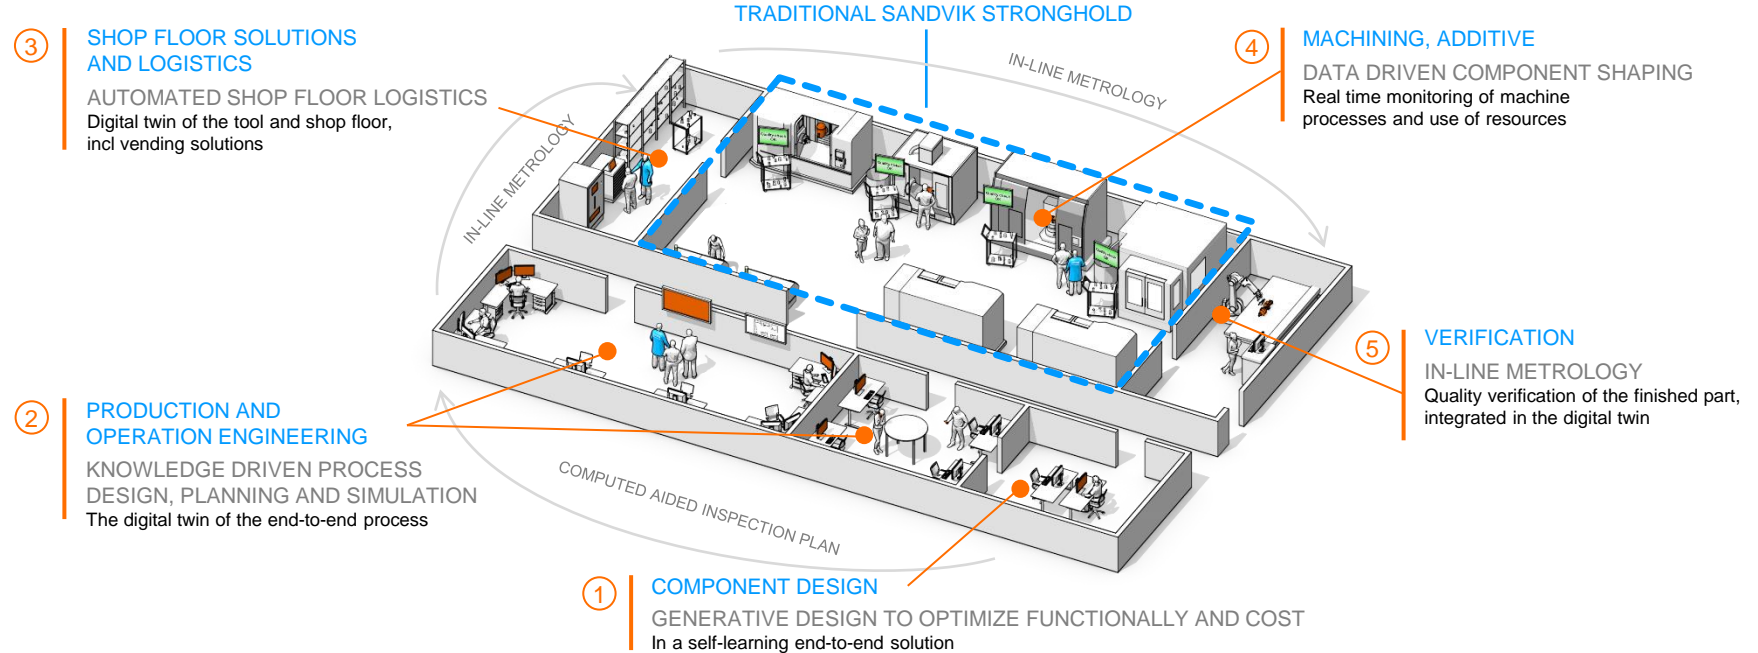 TRADITIONAL SANDVIK STRONGHOLD
3
SHOP FLOOR SOLUTIONS
AND LOGISTICS
AUTOMATED SHOP FLOOR LOGISTICS
Digital twin of the tool and shop floor,
incl vending solutions
IN-LINE METROLOGY
IN-LINE METROLOGY
4
MACHINING, ADDITIVE
DATA DRIVEN COMPONENT SHAPING
Real time monitoring of machine
processes and use of resources
2
PRODUCTION AND
OPERATION ENGINEERING
KNOWLEDGE DRIVEN PROCESS
DESIGN, PLANNING AND SIMULATION
The digital twin of the end-to-end process
5
VERIFICATION
IN-LINE METROLOGY
Quality verification of the finished part,
integrated in the digital twin
COMPUTED AIDED INSPECTION PLAN
1
COMPONENT DESIGN
GENERATIVE DESIGN TO OPTIMIZE FUNCTIONALLY AND COST
In a self-learning end-to-end solution